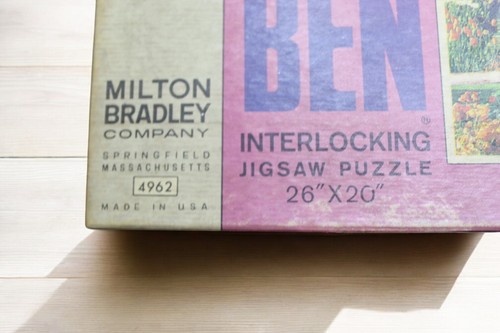 BEN
®
MILTON
BRADLEY
COMPANY
SPRINGFIELD
MASSACHUSETTS
4962
MADE IN USA
INTERLOCKING
JIGSAW PUZZLE
26"X20"